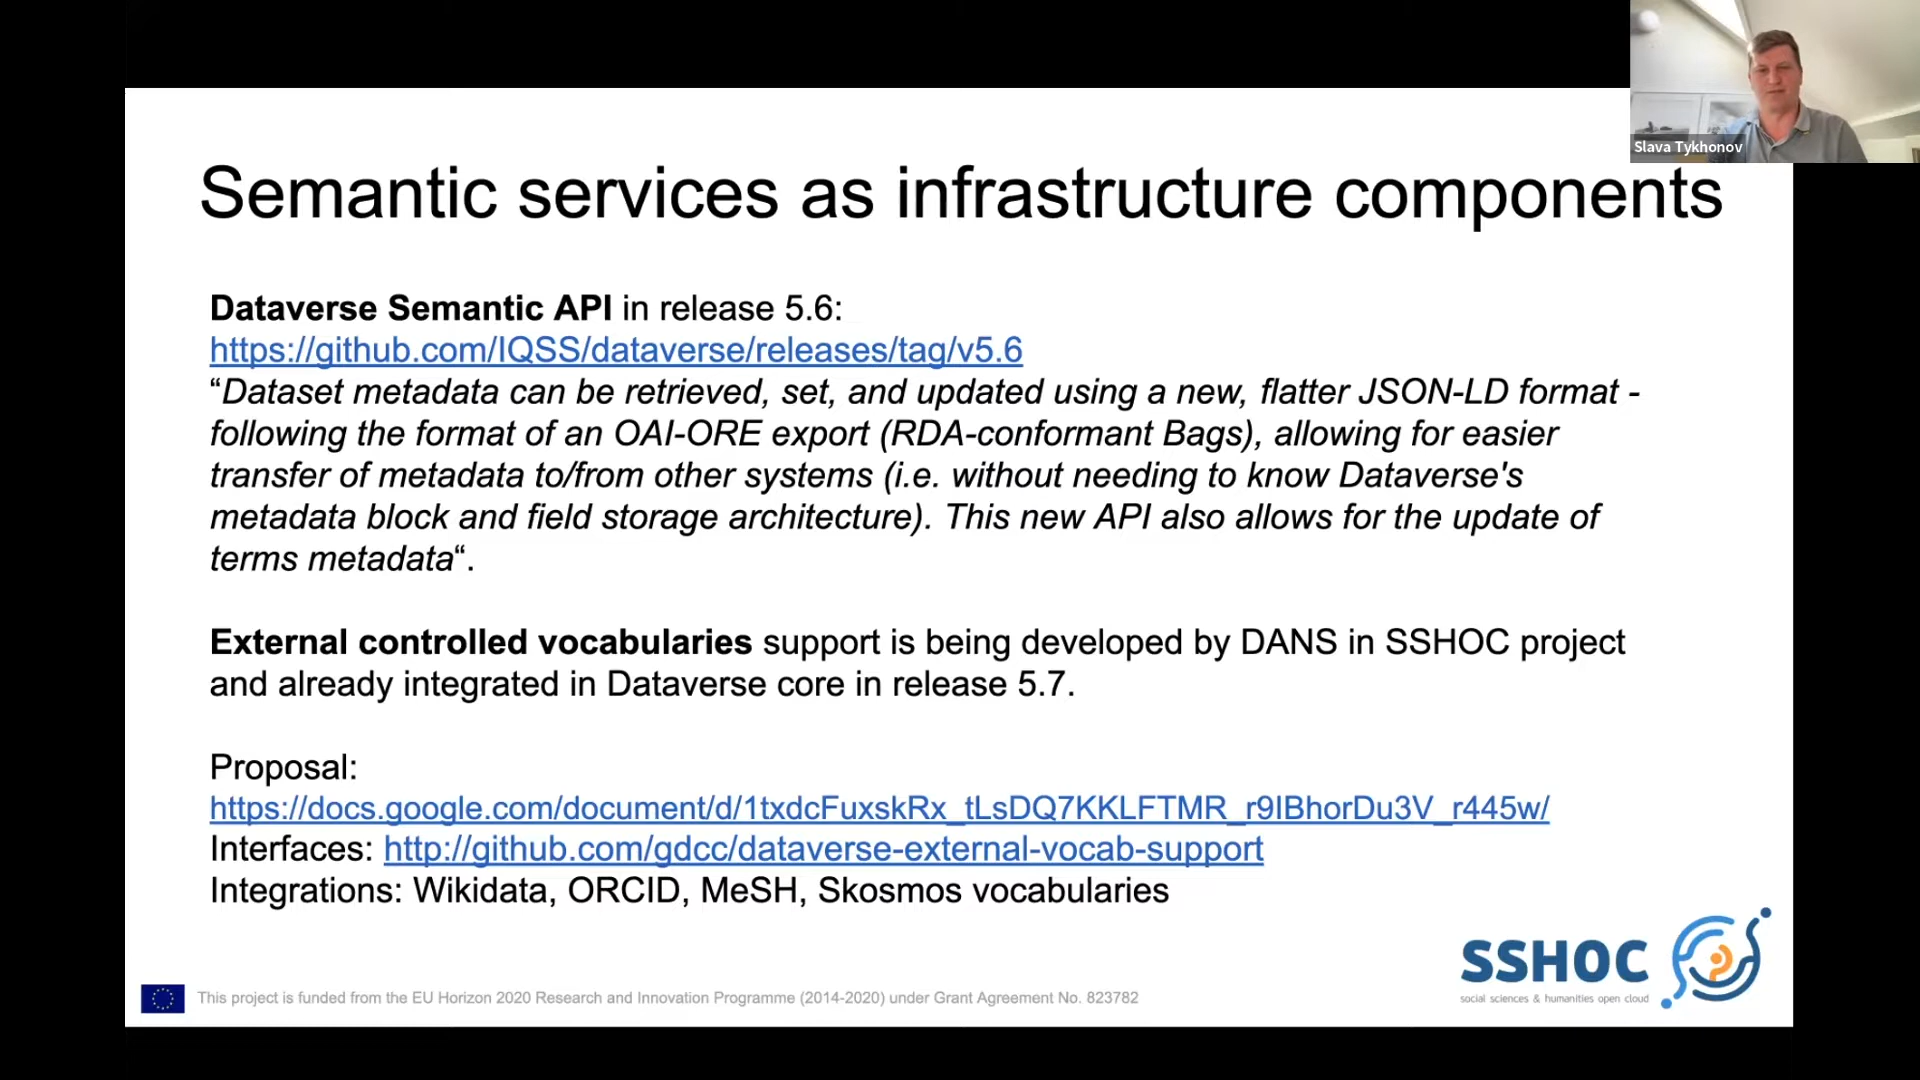 Slava Tykhonov
Semantic services as infrastructure components
Dataverse Semantic API in release 5.6:
https://github.com/IQSS/dataverse/releases/tag/v5.6
“Dataset metadata can be retrieved, set, and updated using a new, flatter JSON-LD format -
following the format of an OAI-ORE export (RDA-conformant Bags), allowing for easier
transfer of metadata to/from other systems (i.e. without needing to know Dataverse's
metadata block and field storage architecture). This new API also allows for the update of
terms metadata“.
External controlled vocabularies support is being developed by DANS in SSHOC project
and already integrated in Dataverse core in release 5.7.
Proposal:
https://docs.google.com/document/d/1txdcFuxskRx_tLsDQ7KKLFTMR_r9IBhorDu3V_r445w/
Interfaces: http://github.com/gdcc/dataverse-external-vocab-support
Integrations: Wikidata, ORCID, MeSH, Skosmos vocabularies
SSHOC
social sciences & humanities open cloud
This project is funded from the EU Horizon 2020 Research and Innovation Programme (2014-2020) under Grant Agreement No. 823782